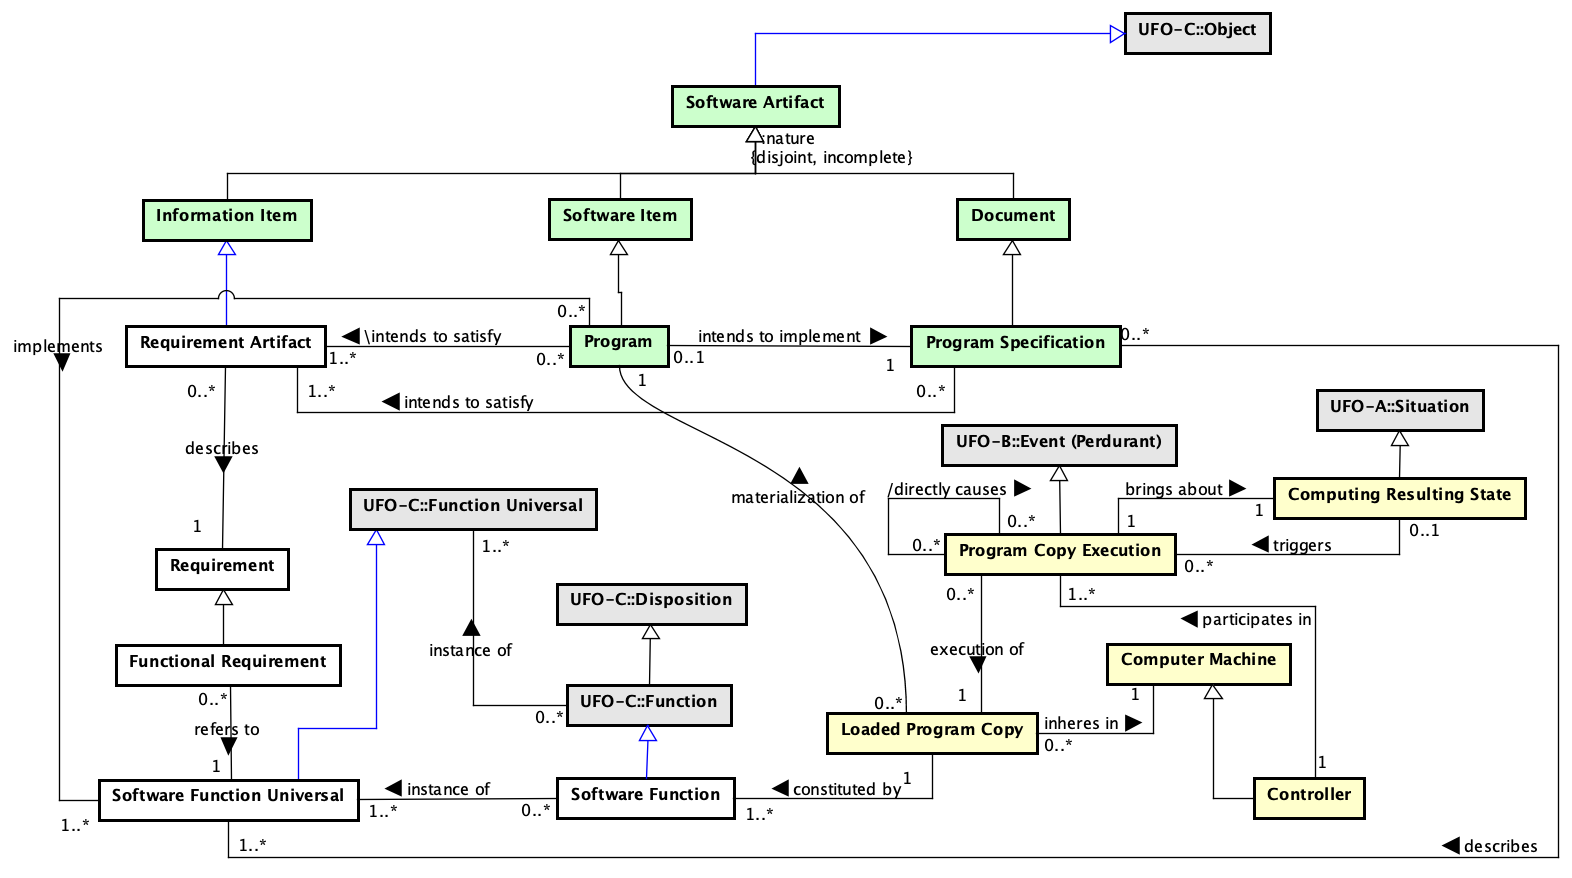 UFO-C::Object
Software Artifact
:nature
{disjoint, incomplete}
Information Item
Software Item
Document
0..*
implements
Requirement Artifact
\intends to satisfy
1..*
0..*
Program
intends to implement
0..1
1
Program Specification
0..*
0..*
1..*
intends to satisfy
0..*
1
UFO-A::Situation
UFO-B::Event (Perdurant)
describes
1
UFO-C::Function Universal
materialization of
/directly causes
0..*
0..*
brings about
1
1
Computing Resulting State
0..1
Program Copy Execution
triggers
0..*
1..*
Requirement
UFO-C::Disposition
0..*
1..*
participates in
instance of
execution of
Functional Requirement
Computer Machine
0..*
UFO-C::Function
0..*
0..*
1
1
refers to
Loaded Program Copy
inheres in
0..*
1
1
1
Software Function Universal
instance of
1..*
0..*
Software Function
constituted by
1..*
Controller
1..*
1..*
describes